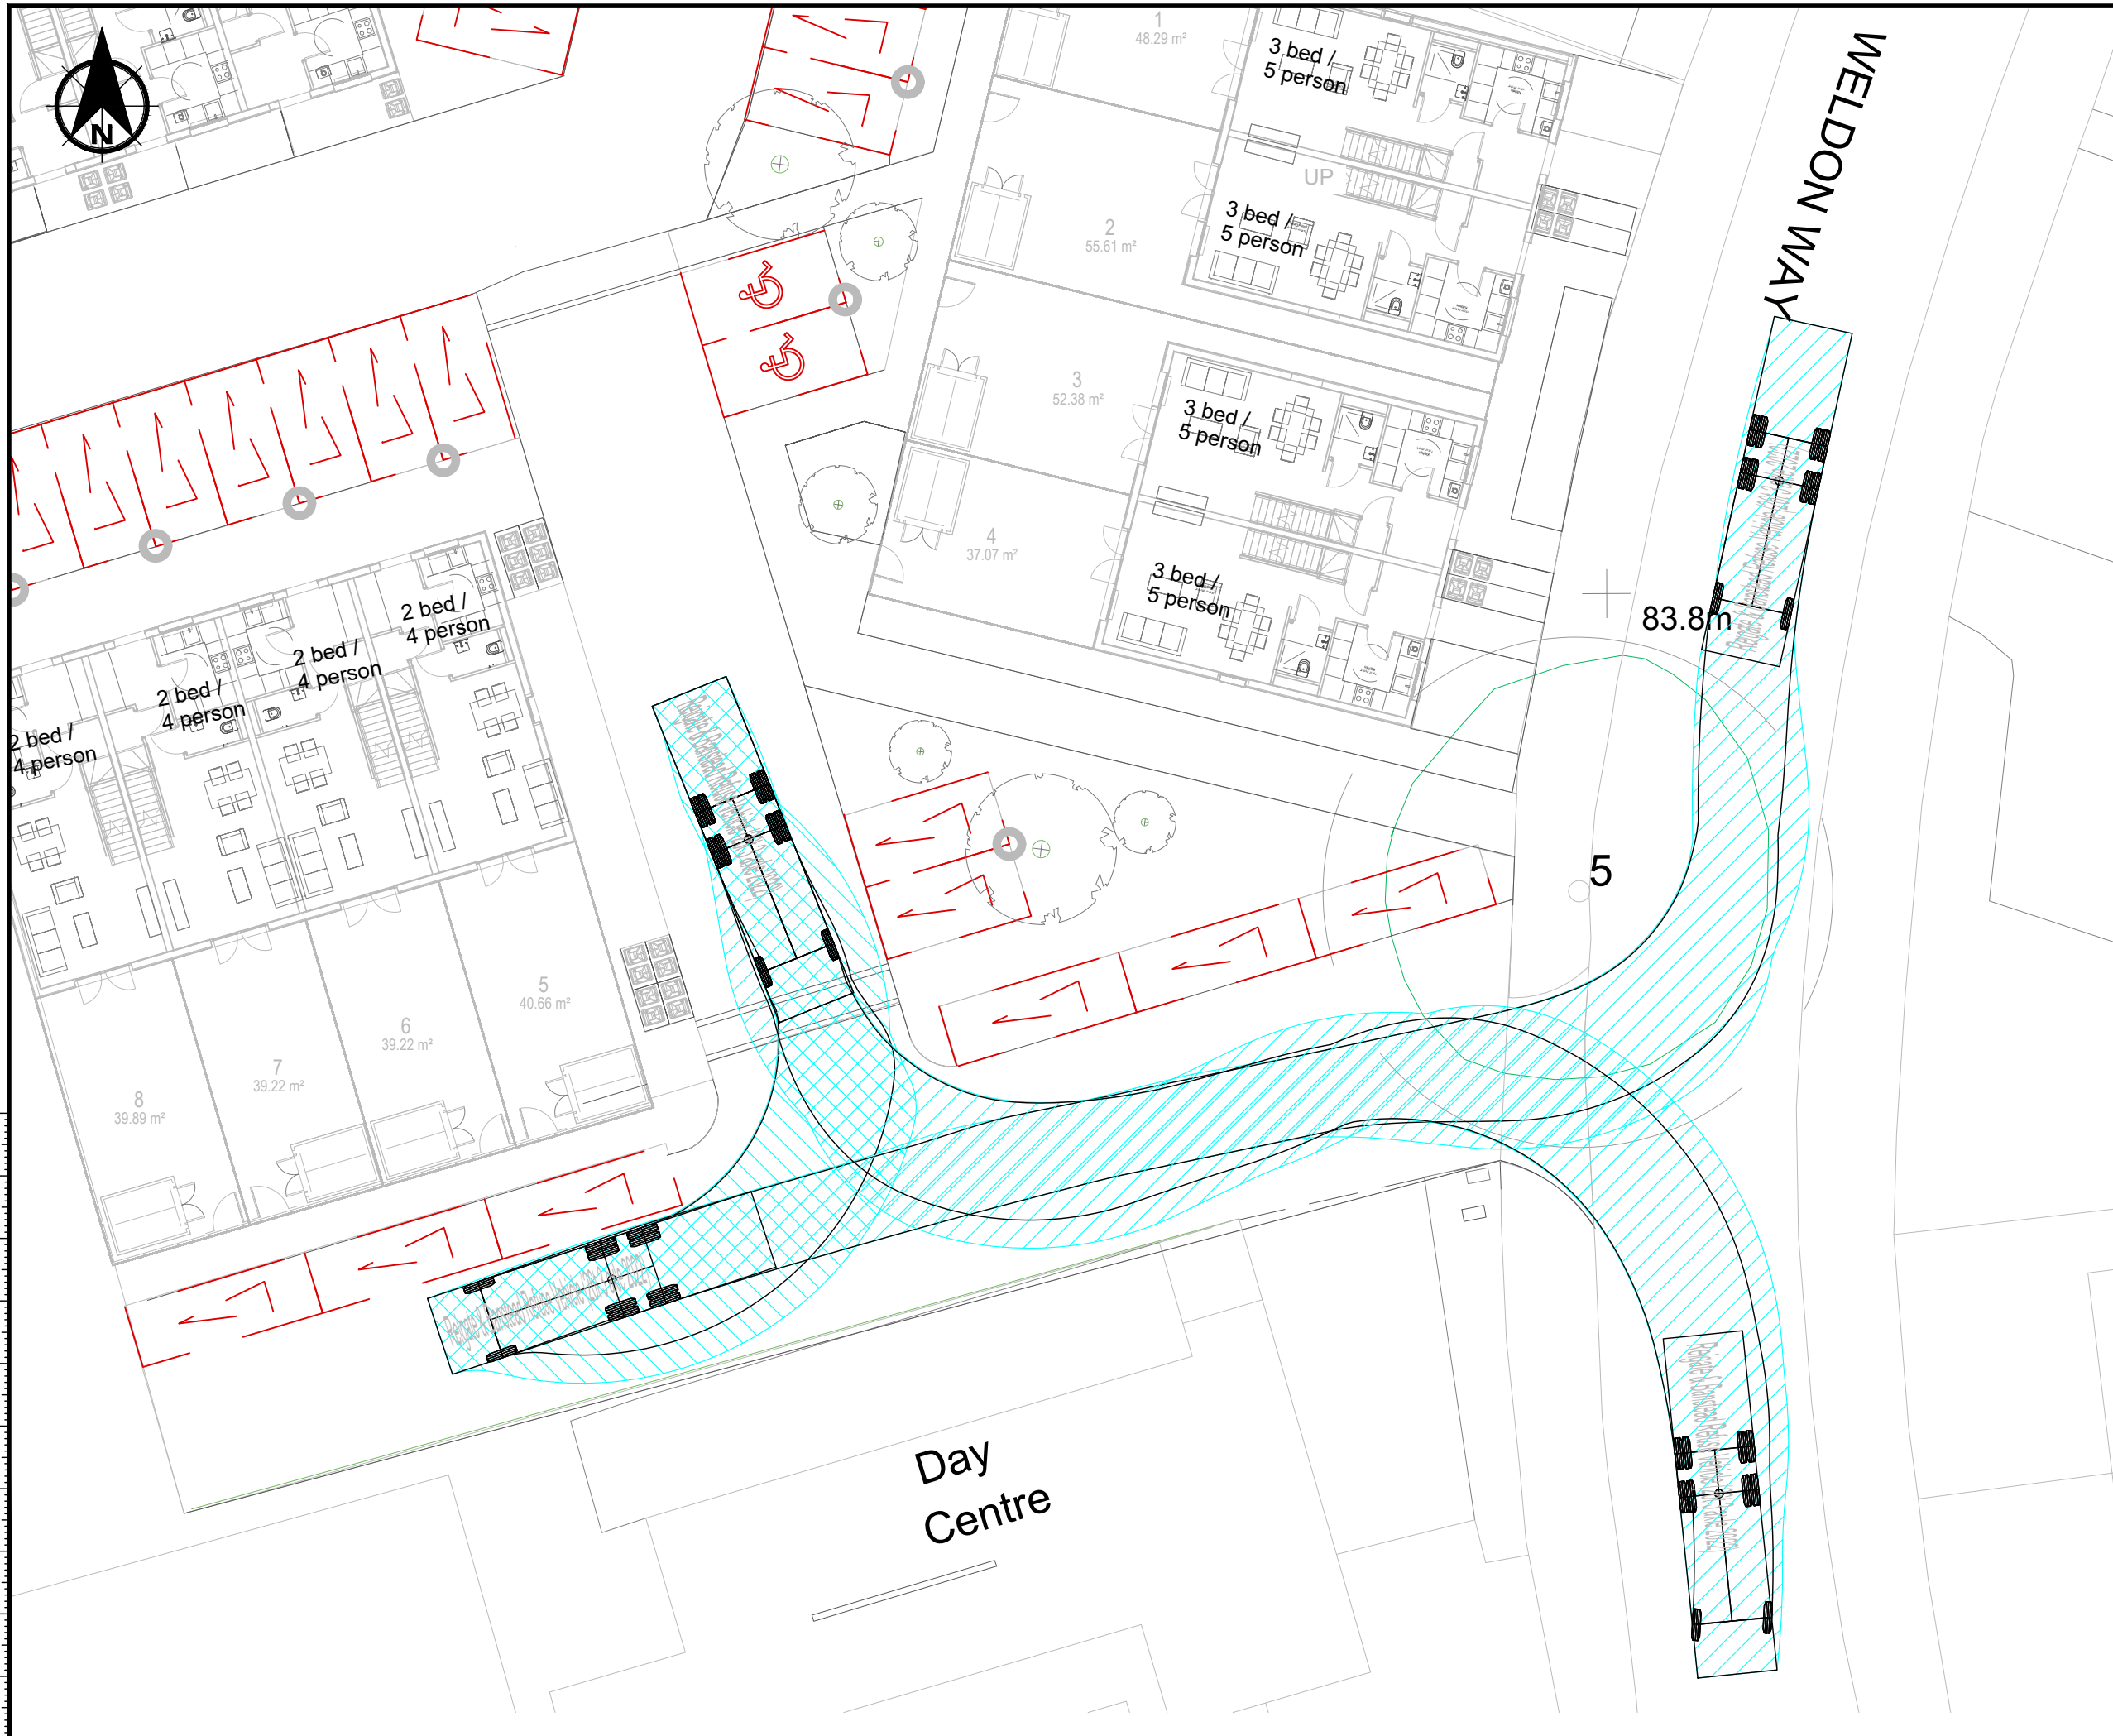 N
WELDON WAY
1
48.29 m²
3 bed /
5 person
UP
2
55.61 m²
3 bed /
5 person
3
52.38 m²
3 bed /
5 person
4
37.07 m²
3 bed /
5 person
83.8m
2 bed /
4 person
2 bed /
4 person
2 bed /
4 person
2 bed /
4 person
5
5
40.66 m²
6
39.22 m²
7
39.22 m²
8
39.89 m²
Day
Centre